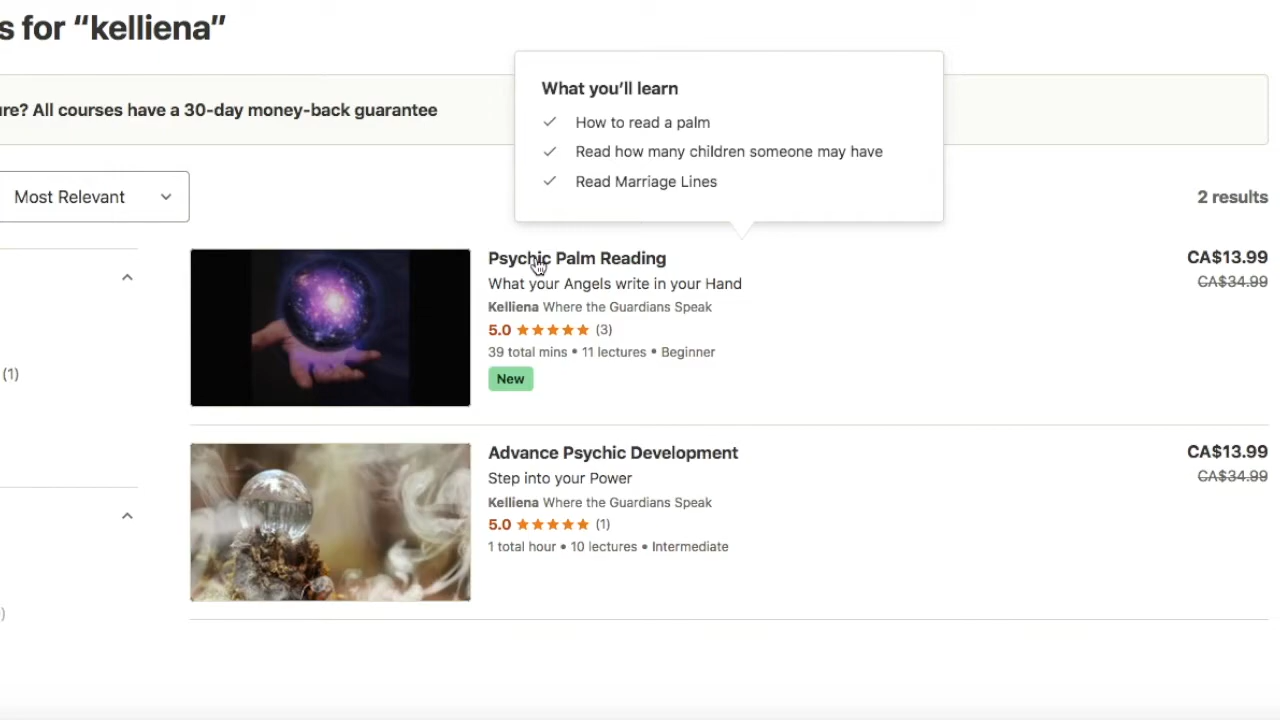 s for “kelliena”
ure? All courses have a 30-day money-back guarantee
What you’ll learn
How to read a palm
Read how many children someone may have
Read Marriage Lines
Most Relevant
2 results
(1)
Psychic Palm Reading
What your Angels write in your Hand
Kelliena Where the Guardians Speak
5.0 (3)
39 total mins • 11 lectures • Beginner
New
CA$13.99
CA$34.99
Advance Psychic Development
Step into your Power
Kelliena Where the Guardians Speak
5.0 (1)
1 total hour • 10 lectures • Intermediate
CA$13.99
CA$34.99